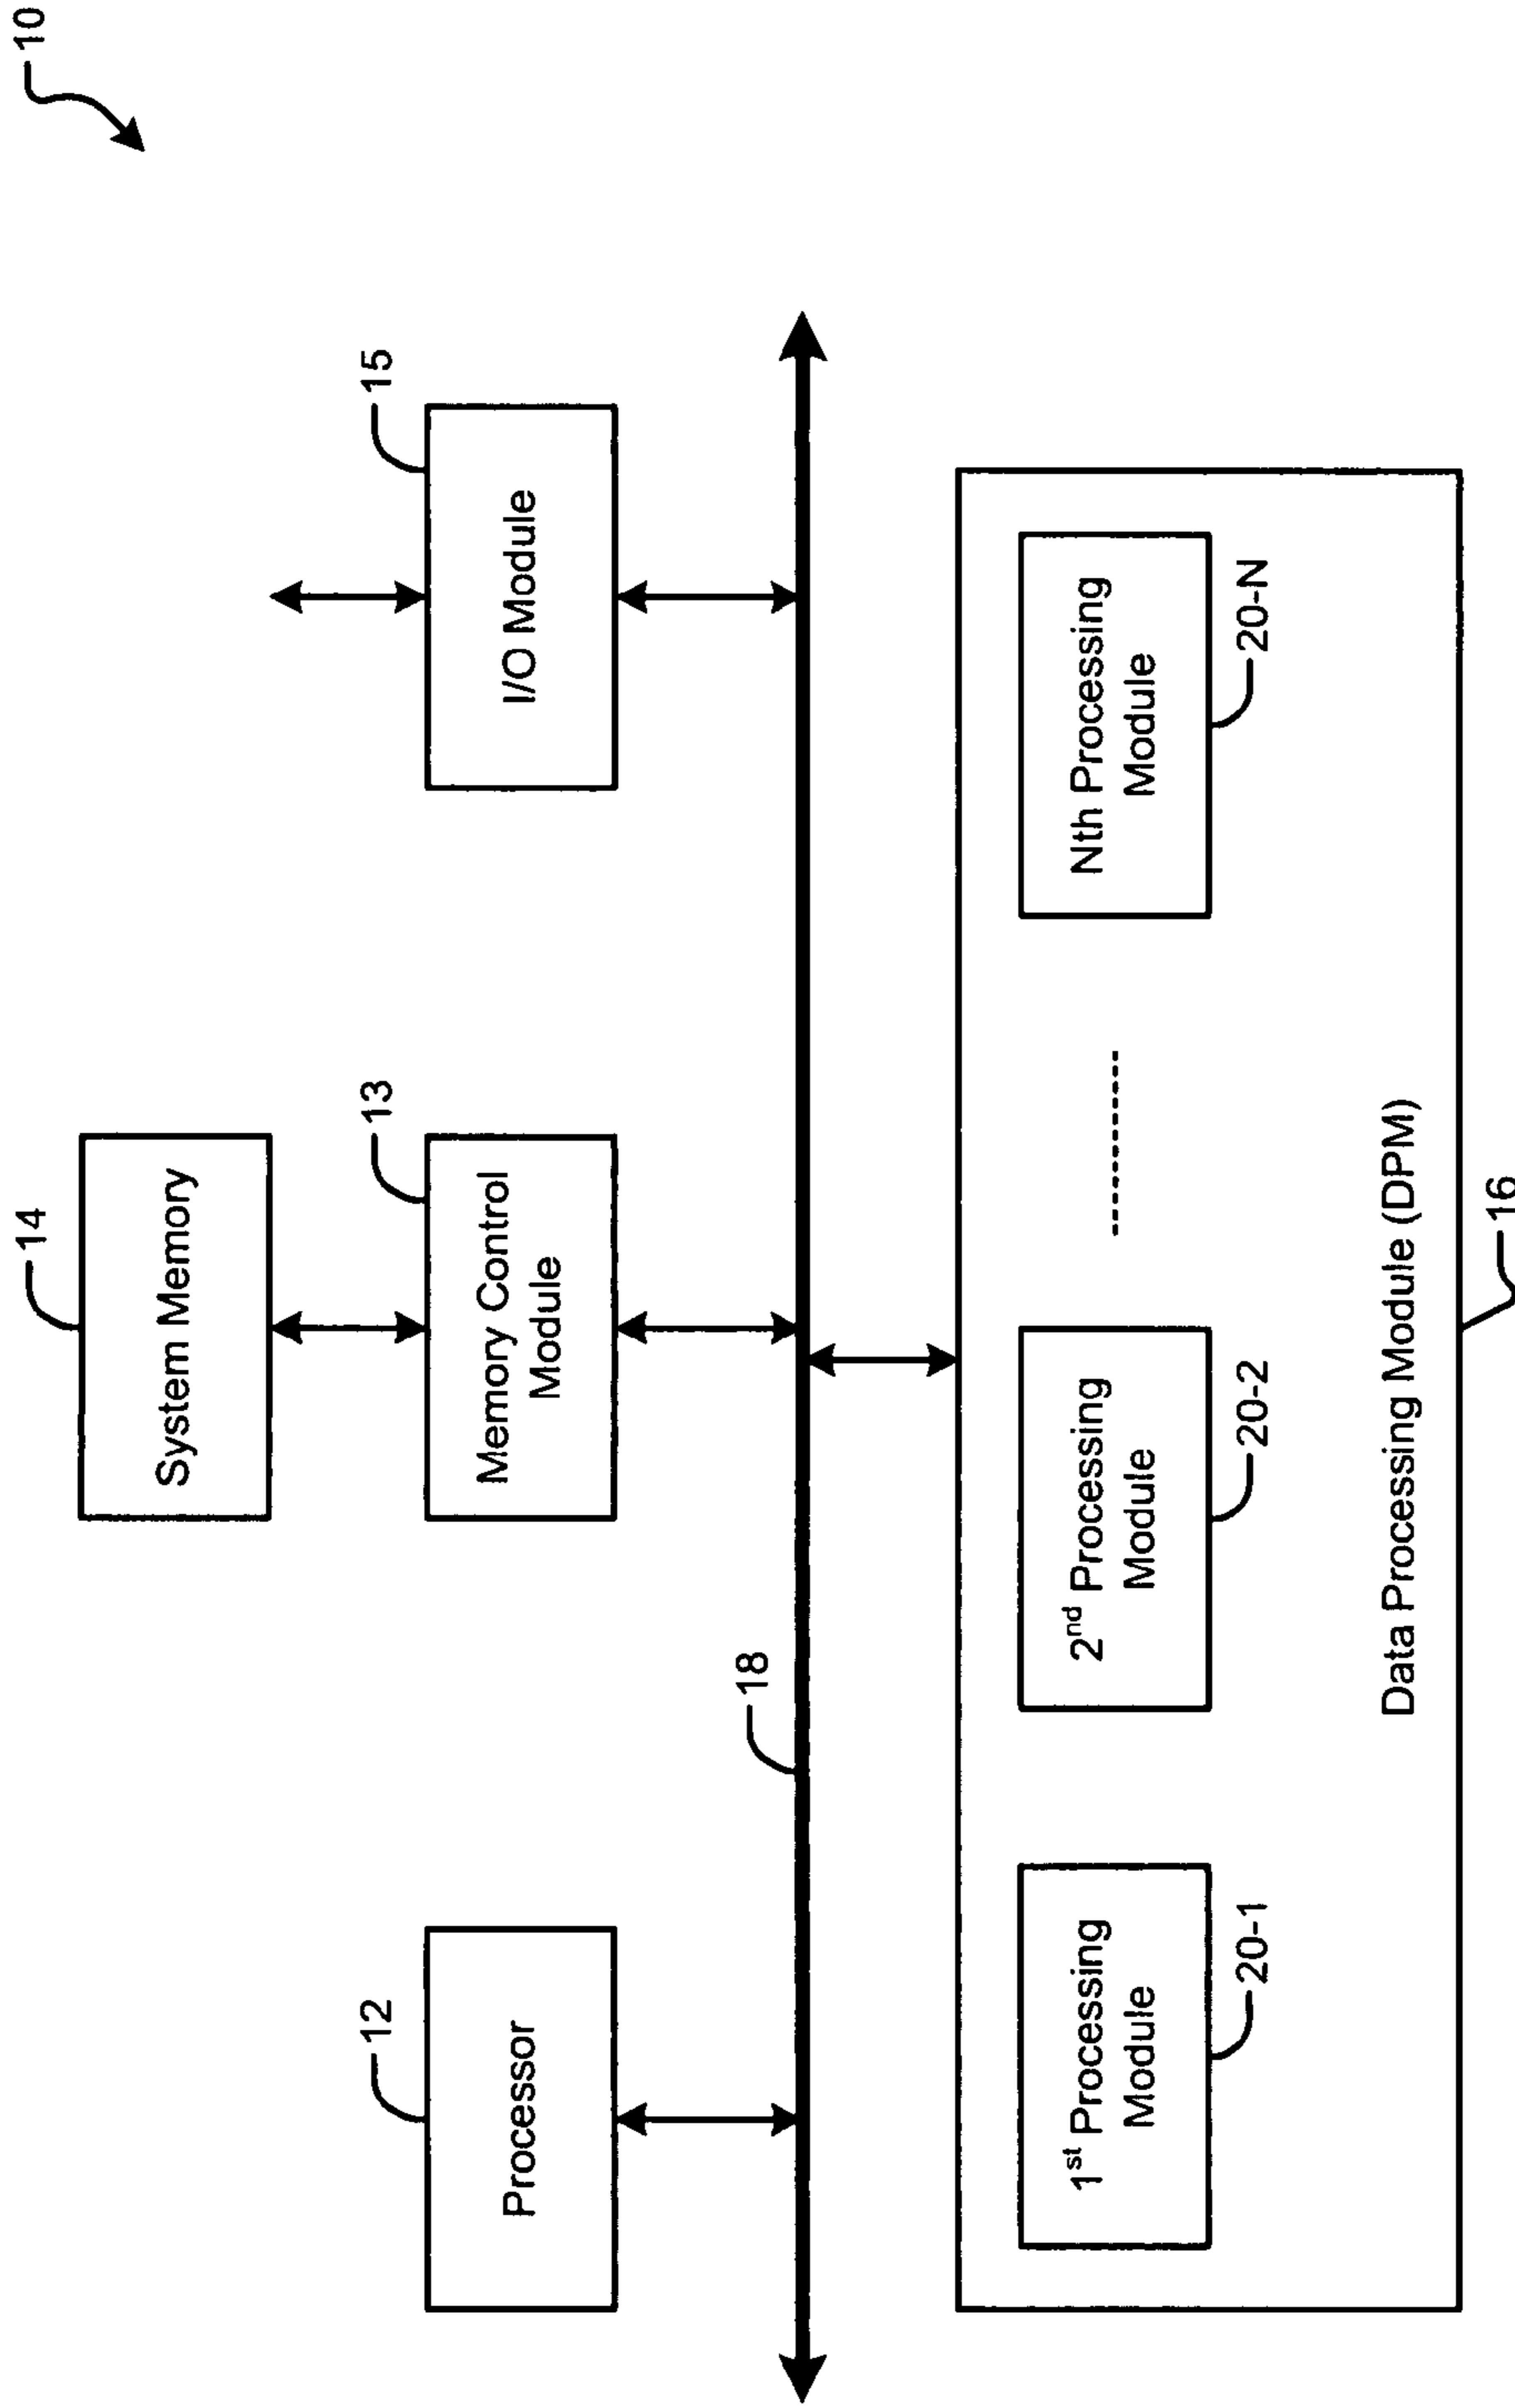 10
14
System Memory
12
13
15
Processor
Memory Control
Module
I/O Module
18
1st Processing
Module
2nd Processing
Module
----------
Nth Processing
Module
20-1
20-2
20-N
Data Processing Module (DPM)
16